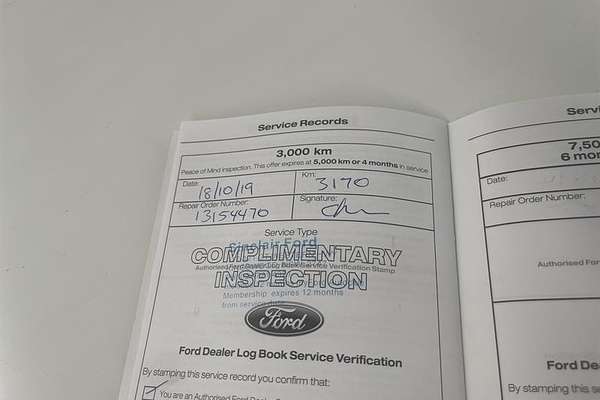 Service Records
3,000 km
Peace of Mind Inspection. This offer expires at 5,000 km or 4 months in service
Date: 18/10/19
Km: 3170
Repair Order Number: 13154470
Signature:
Service Type
Sinclair Ford
COMPLIMENTARY
Authorised Ford Dealer Log Book Service Verification Stamp
INSPECTION
Membership expires 12 months
from service date
Ford
Ford Dealer Log Book Service Verification
By stamping this service record you confirm that:
You are an Authorised Ford Dealer
Servi
7,50
6 mon
Date:
Repair Order Number:
Authorised For
Ford Dea
By stamping this